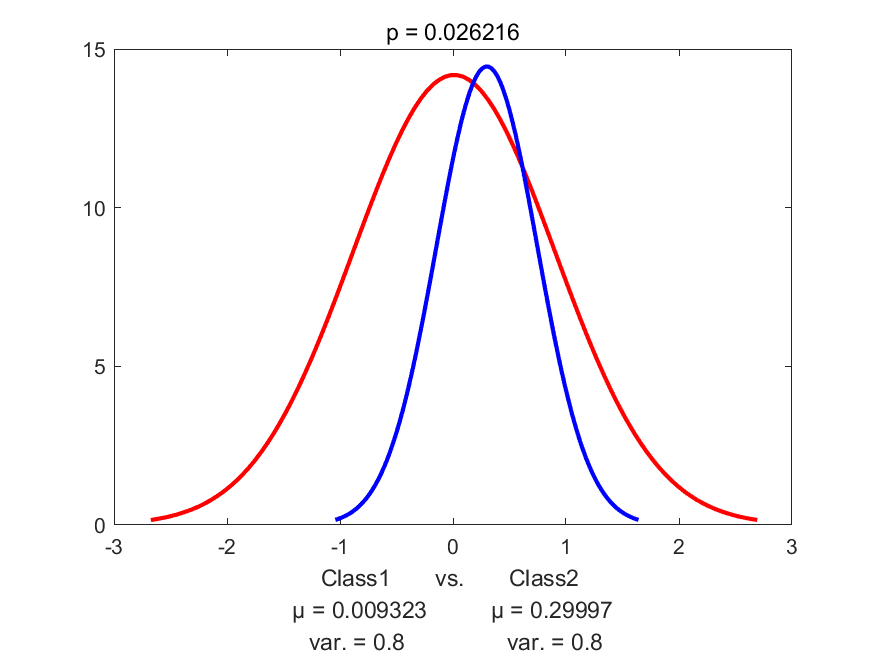 p = 0.026216
15
10
5
0
-3 -2 -1 0 1 2 3
Class1 vs. Class2
μ = 0.009323 μ = 0.29997
var. = 0.8 var. = 0.8